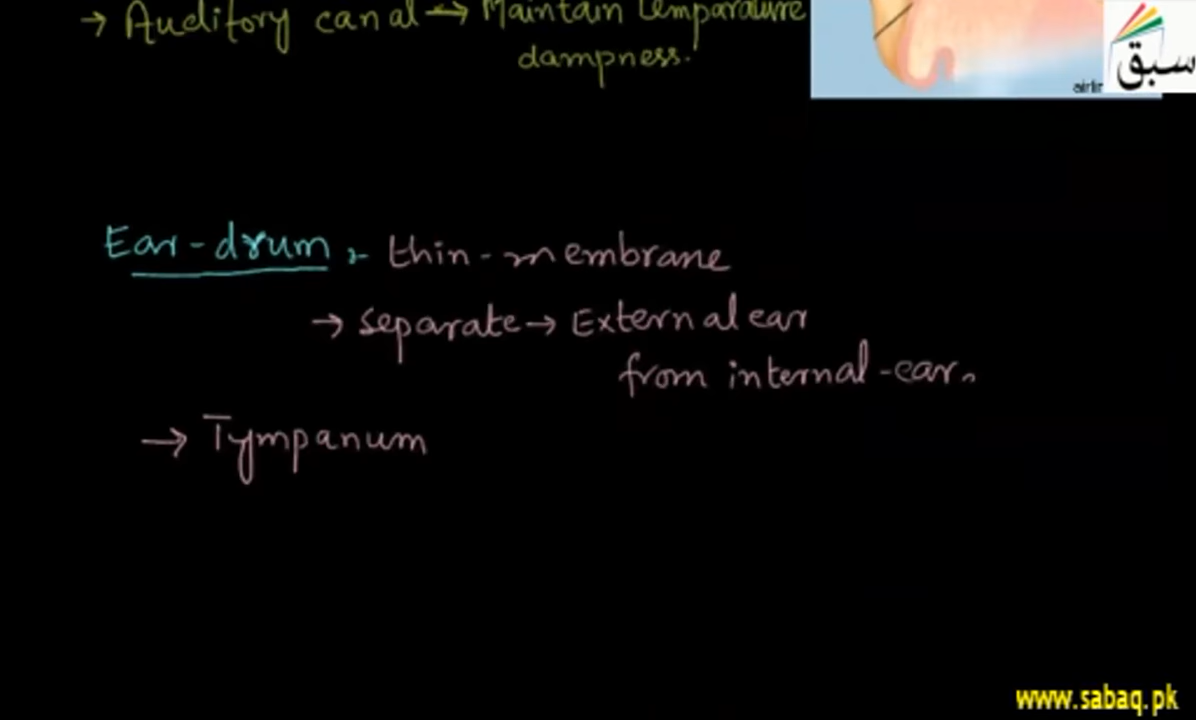 → Auditory canal → Maintain temparature
dampness.
airlin
سبق
Ear-drum :- thin-membrane
→ separate → External ear
from internal-ear.
→ Tympanum
www.sabaq.pk